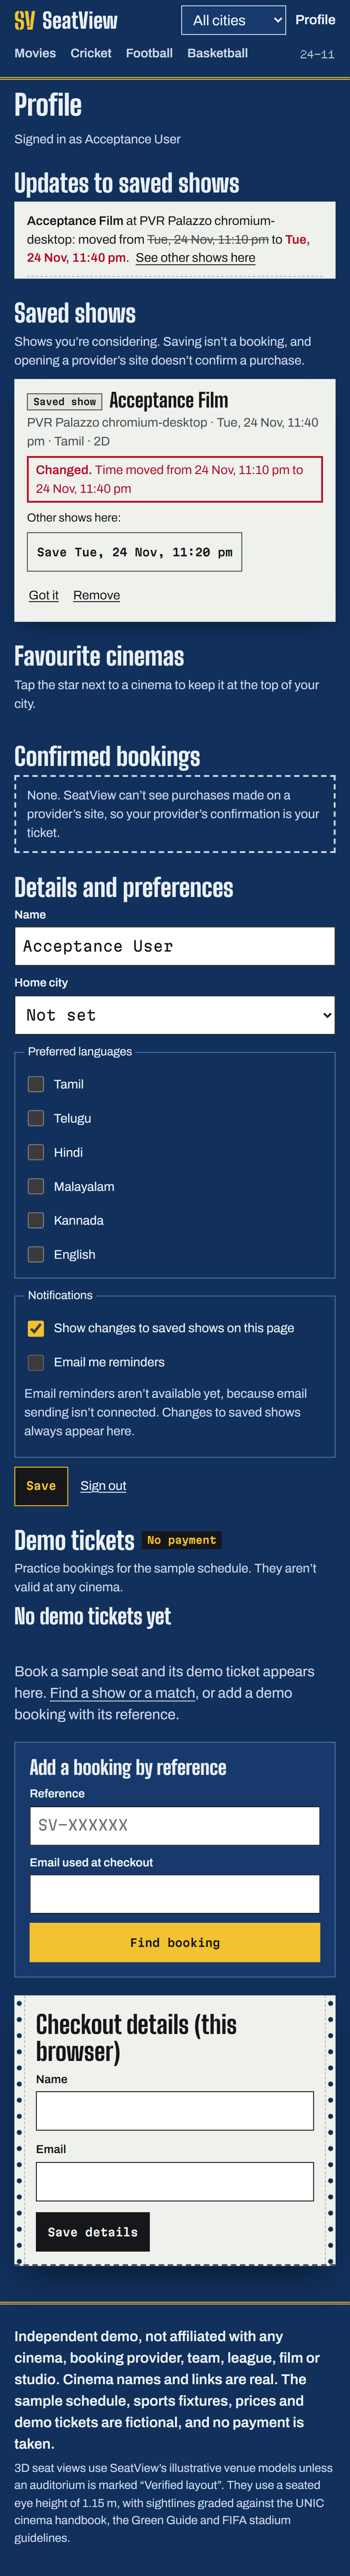 SV SeatView
All cities
Profile
Movies Cricket Football Basketball
24–11
Profile
Signed in as Acceptance User
Updates to saved shows
Acceptance Film at PVR Palazzo chromium-
desktop: moved from Tue, 24 Nov, 11:10 pm to Tue,
24 Nov, 11:40 pm. See other shows here
Saved shows
Shows you’re considering. Saving isn’t a booking, and
opening a provider’s site doesn’t confirm a purchase.
Saved show Acceptance Film
PVR Palazzo chromium-desktop · Tue, 24 Nov, 11:40
pm · Tamil · 2D
Changed. Time moved from 24 Nov, 11:10 pm to
24 Nov, 11:40 pm
Other shows here:
Save Tue, 24 Nov, 11:20 pm
Got it Remove
Favourite cinemas
Tap the star next to a cinema to keep it at the top of your
city.
Confirmed bookings
None. SeatView can’t see purchases made on a
provider’s site, so your provider’s confirmation is your
ticket.
Details and preferences
Name
Acceptance User
Home city
Not set
Preferred languages
Tamil
Telugu
Hindi
Malayalam
Kannada
English
Notifications
Show changes to saved shows on this page
Email me reminders
Email reminders aren’t available yet, because email
sending isn’t connected. Changes to saved shows
always appear here.
Save Sign out
Demo tickets No payment
Practice bookings for the sample schedule. They aren’t
valid at any cinema.
No demo tickets yet
Book a sample seat and its demo ticket appears
here. Find a show or a match, or add a demo
booking with its reference.
Add a booking by reference
Reference
SV–XXXXXX
Email used at checkout
Find booking
Checkout details (this
browser)
Name
Email
Save details
Independent demo, not affiliated with any
cinema, booking provider, team, league, film or
studio. Cinema names and links are real. The
sample schedule, sports fixtures, prices and
demo tickets are fictional, and no payment is
taken.
3D seat views use SeatView’s illustrative venue models unless
an auditorium is marked “Verified layout”. They use a seated
eye height of 1.15 m, with sightlines graded against the UNIC
cinema handbook, the Green Guide and FIFA stadium
guidelines.